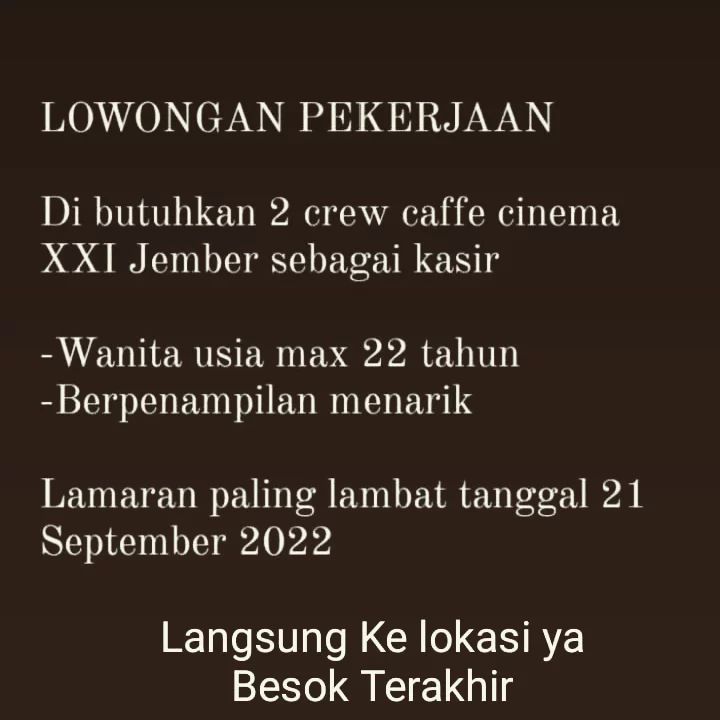 LOWONGAN PEKERJAAN
Di butuhkan 2 crew caffe cinema
XXI Jember sebagai kasir
-Wanita usia max 22 tahun
-Berpenampilan menarik
Lamaran paling lambat tanggal 21
September 2022
Langsung Ke lokasi ya
Besok Terakhir